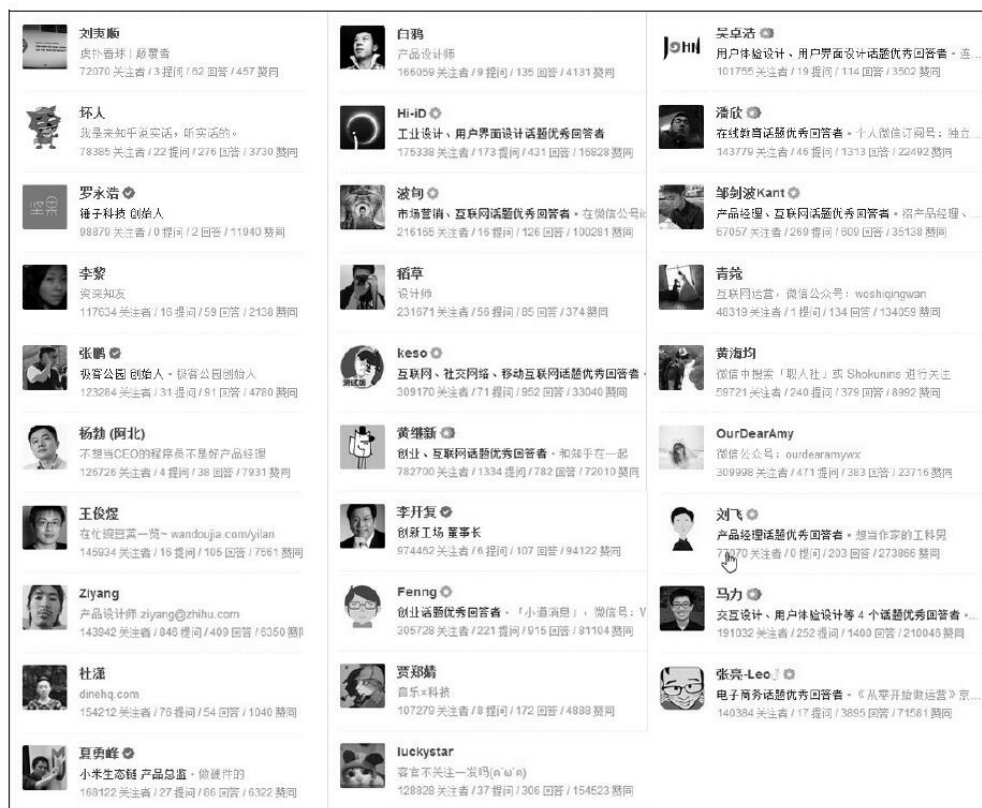 刘夷顺
虎扑看球 | 颠覆者
72070 关注者 / 3 提问 / 62 回答 / 457 赞同
坏人
我是未知乎说实话，听实话的。
78385 关注者 / 22 提问 / 276 回答 / 3730 赞同
罗永浩
锤子科技 创始人
98879 关注者 / 0 提问 / 2 回答 / 11940 赞同
李黎
资深知友
117634 关注者 / 16 提问 / 59 回答 / 2138 赞同
张鹏
极客公园 创始人 · 极客公园创始人
123284 关注者 / 31 提问 / 91 回答 / 4780 赞同
杨勃 (阿北)
不想当CEO的程序员不是好产品经理
126726 关注者 / 4 提问 / 38 回答 / 7931 赞同
王俊煜
在忙豌豆荚一览~ wandoujia.com/yilan
145934 关注者 / 15 提问 / 105 回答 / 7561 赞同
Ziyang
产品设计师 ziyang@zhihu.com
143942 关注者 / 846 提问 / 409 回答 / 6350 赞同
杜潇
dinehq.com
154212 关注者 / 76 提问 / 54 回答 / 1040 赞同
夏勇峰
小米生态链 产品总监 · 做硬件的
168122 关注者 / 27 提问 / 86 回答 / 6322 赞同
白鸦
产品设计师
166059 关注者 / 9 提问 / 135 回答 / 4131 赞同
Hi-iD
工业设计、用户界面设计话题优秀回答者
175338 关注者 / 173 提问 / 431 回答 / 16828 赞同
波旬
市场营销、互联网话题优秀回答者 · 在微信公号
216165 关注者 / 16 提问 / 126 回答 / 100281 赞同
稻草
设计师
231671 关注者 / 56 提问 / 85 回答 / 374 赞同
测试版
keso
互联网、社交网络、移动互联网话题优秀回答者 ·
309170 关注者 / 71 提问 / 952 回答 / 33040 赞同
黄继新
创业、互联网话题优秀回答者 · 和知乎在一起
782700 关注者 / 1334 提问 / 782 回答 / 72010 赞同
李开复
创新工场 董事长
974462 关注者 / 6 提问 / 107 回答 / 94122 赞同
Fenng
创业话题优秀回答者 · 「小道消息」，微信号：
305728 关注者 / 221 提问 / 915 回答 / 81104 赞同
贾郑婧
音乐×科技
107279 关注者 / 8 提问 / 172 回答 / 4888 赞同
luckystar
客官不关注一发吗(ฅ'ω'ฅ)
128828 关注者 / 37 提问 / 306 回答 / 154523 赞同
JOHN
吴卓浩
用户体验设计、用户界面设计话题优秀回答者 · 连...
101755 关注者 / 19 提问 / 114 回答 / 3502 赞同
潘欣
在线教育话题优秀回答者 · 个人微信订阅号：独立...
143779 关注者 / 46 提问 / 1313 回答 / 22492 赞同
邹剑波Kant
产品经理、互联网话题优秀回答者 · 招产品经理、...
67057 关注者 / 269 提问 / 609 回答 / 35138 赞同
青菀
互联网运营，微信公众号：woshiqingwan
48319 关注者 / 1 提问 / 134 回答 / 134059 赞同
黄海均
微信中搜索「职人社」或 Shokunins 进行关注
59721 关注者 / 240 提问 / 379 回答 / 8992 赞同
OurDearAmy
微信公众号：ourdearamywx
309998 关注者 / 471 提问 / 383 回答 / 23716 赞同
刘飞
产品经理话题优秀回答者 · 想当作家的工科男
关注者 / 0 提问 / 203 回答 / 273866 赞同
马力
交互设计、用户体验设计等 4 个话题优秀回答者 · ...
191032 关注者 / 252 提问 / 1400 回答 / 210046 赞同
张亮-Leo
电子商务话题优秀回答者 · 《从零开始做运营》京...
140384 关注者 / 17 提问 / 3895 回答 / 71581 赞同